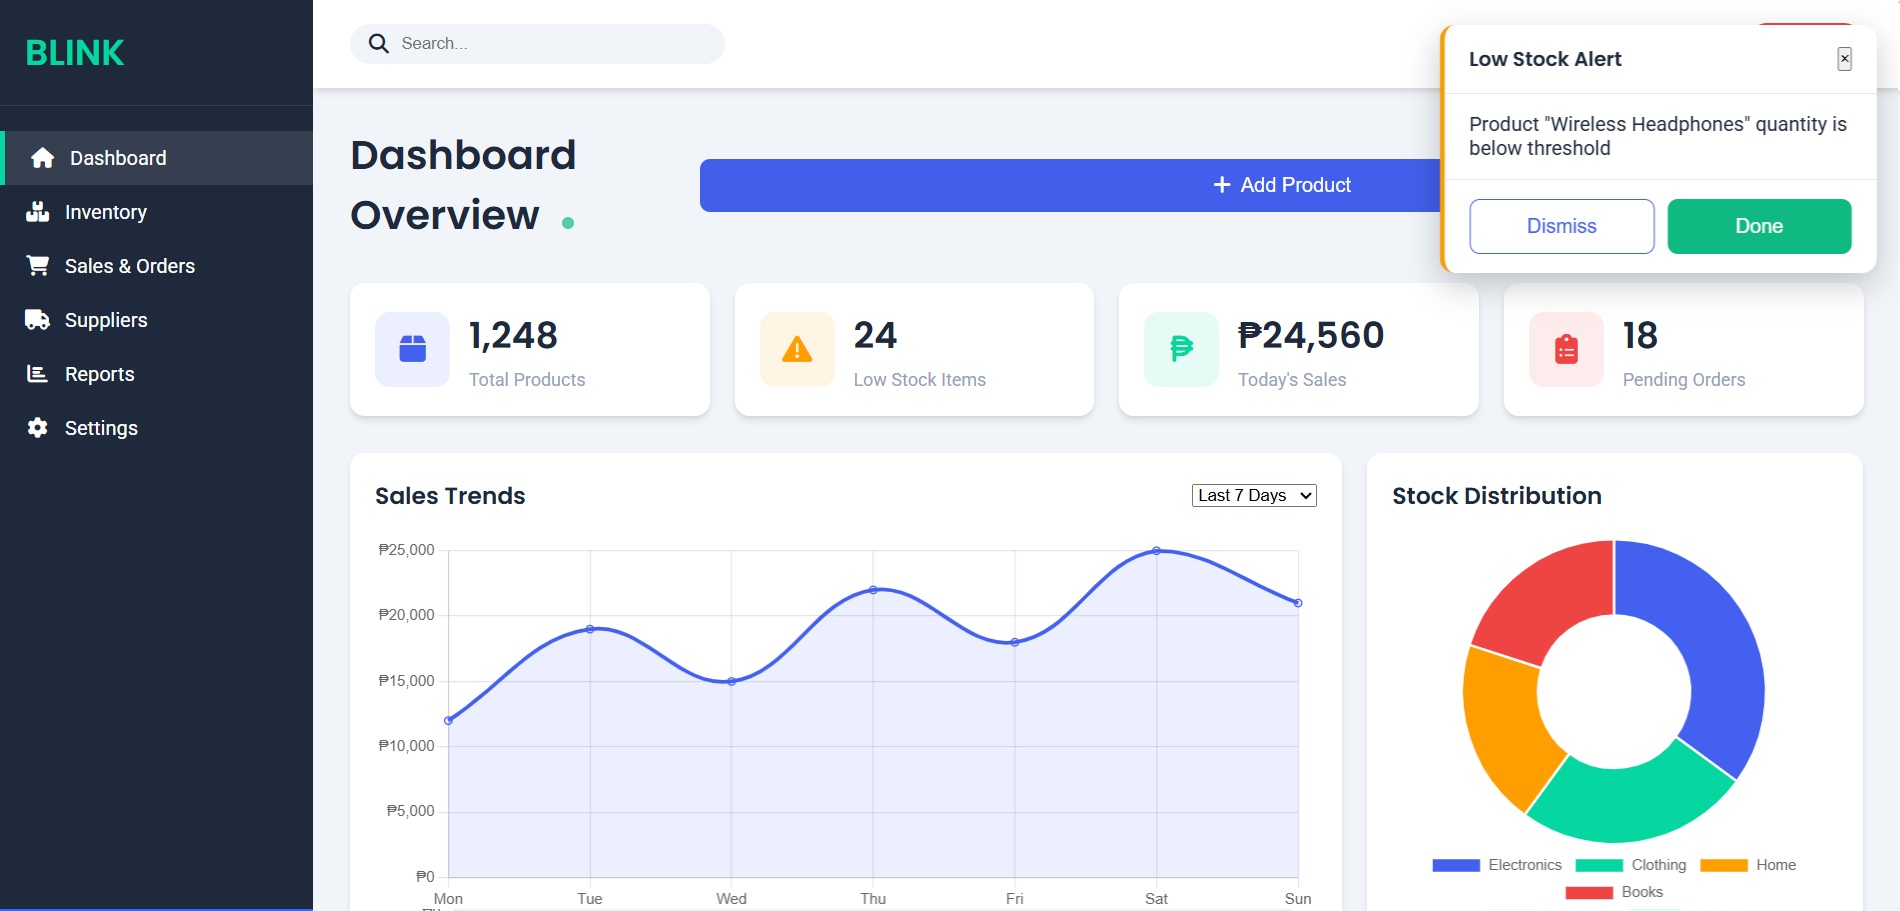 BLINK
Dashboard
Inventory
Sales & Orders
Suppliers
Reports
Settings
Search...
Low Stock Alert
×
Product "Wireless Headphones" quantity is
below threshold
Dismiss
Done
Dashboard
Overview
+ Add Product
1,248
Total Products
24
Low Stock Items
₱24,560
Today's Sales
18
Pending Orders
Sales Trends
Last 7 Days
₱25,000
₱20,000
₱15,000
₱10,000
₱5,000
₱0
Mon Tue Wed Thu Fri Sat Sun
Stock Distribution
Electronics Clothing Home
Books